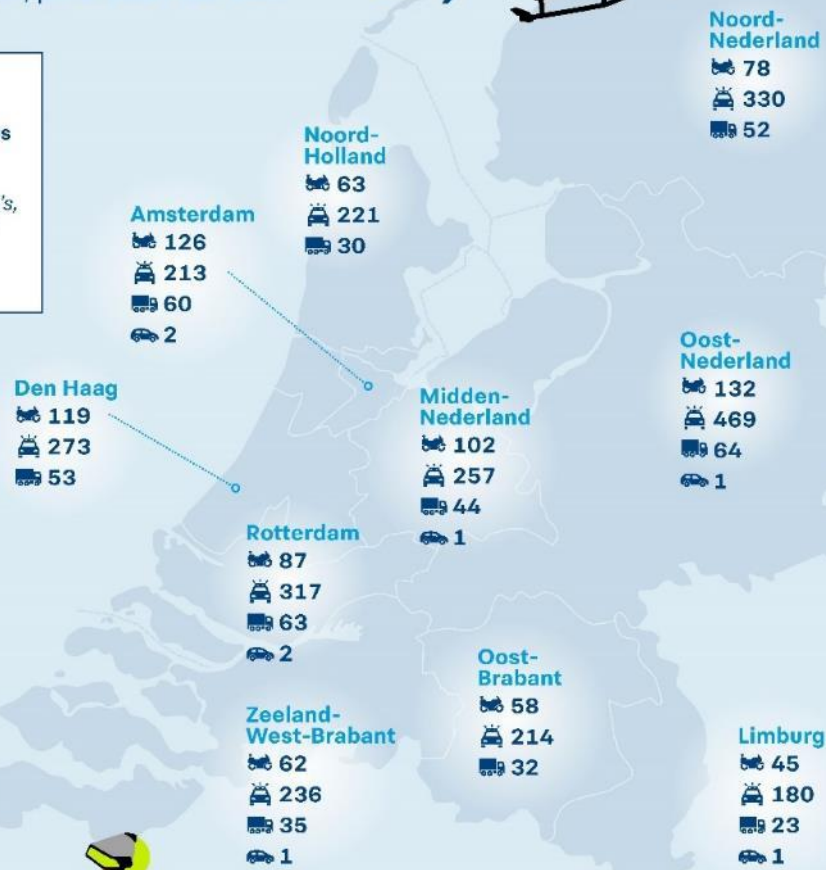 s
's,
Noord-
Nederland
78
330
52
Noord-
Holland
63
221
30
Amsterdam
126
213
60
2
Den Haag
119
273
53
Midden-
Nederland
102
257
44
1
Oost-
Nederland
132
469
64
1
Rotterdam
87
317
63
2
Oost-
Brabant
58
214
32
Zeeland-
West-Brabant
62
236
35
1
Limburg
45
180
23
1